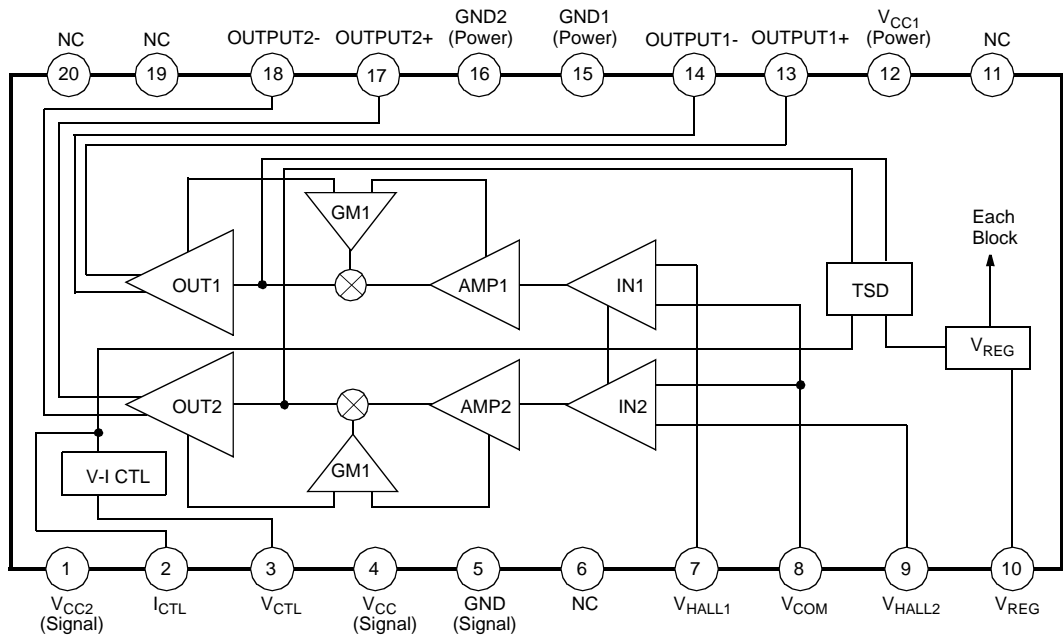 NC
NC
OUTPUT2-
OUTPUT2+
GND2
(Power)
GND1
(Power)
OUTPUT1-
OUTPUT1+
VCC1
(Power)
NC
20
19
18
17
16
15
14
13
12
11
GM1
OUT1
AMP1
IN1
TSD
Each
Block
VREG
OUT2
AMP2
IN2
GM1
V-I CTL
1
2
3
4
5
6
7
8
9
10
VCC2
(Signal)
ICTL
VCTL
VCC
(Signal)
GND
(Signal)
NC
VHALL1
VCOM
VHALL2
VREG